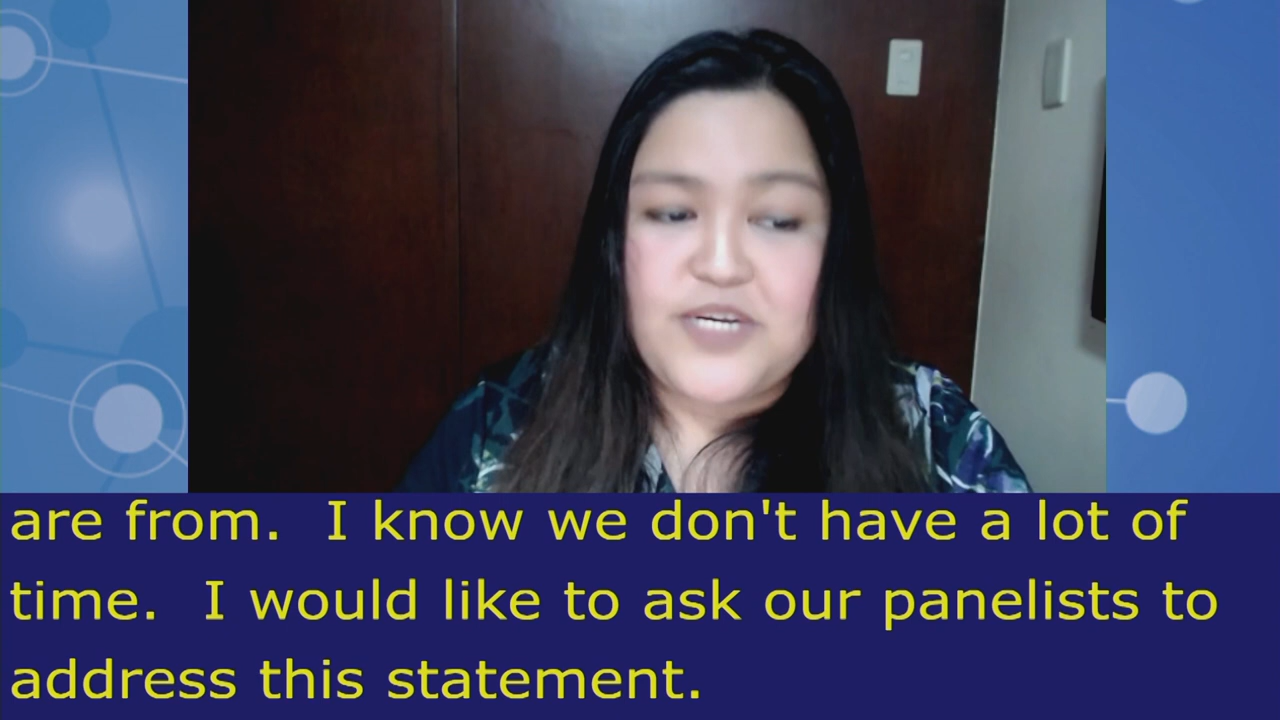 are from.  I know we don't have a lot of
time.  I would like to ask our panelists to
address this statement.